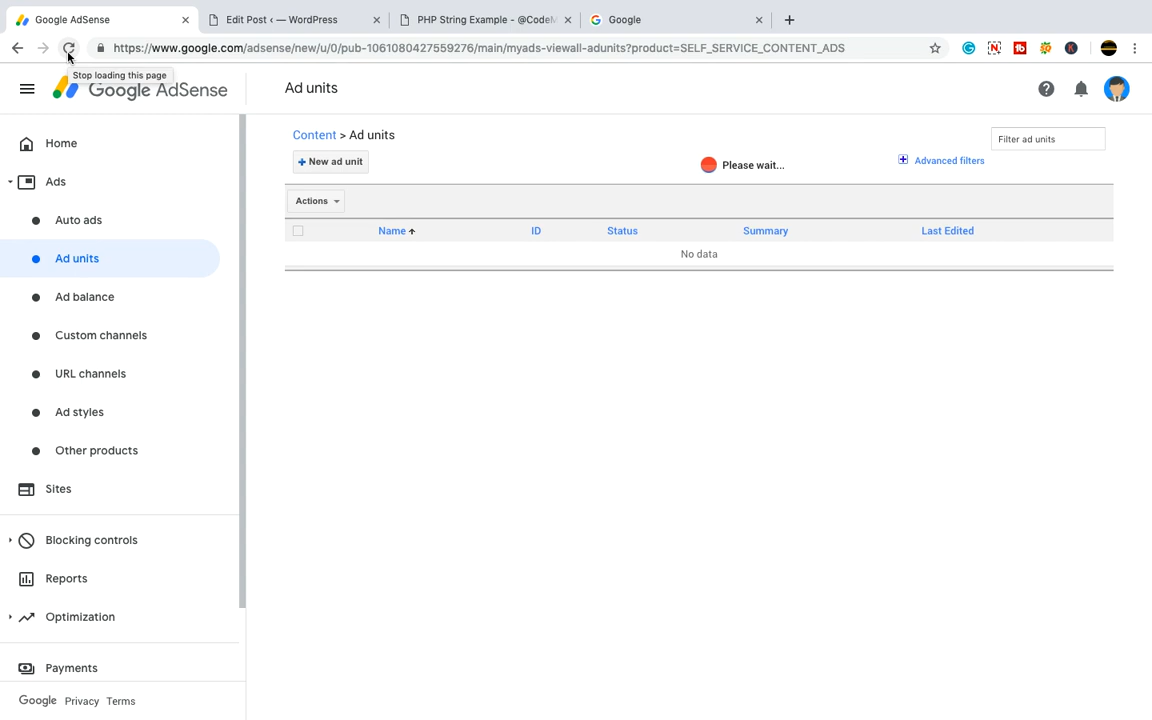 Google AdSense
Edit Post ‹ — WordPress
PHP String Example - @CodeM
Google
https://www.google.com/adsense/new/u/0/pub-1061080427559276/main/myads-viewall-adunits?product=SELF_SERVICE_CONTENT_ADS
Stop loading this page
Google AdSense
Ad units
Home
Ads
Auto ads
Ad units
Ad balance
Custom channels
URL channels
Ad styles
Other products
Sites
Blocking controls
Reports
Optimization
Payments
Google Privacy Terms
Content > Ad units
Filter ad units
+ New ad unit
Please wait...
Advanced filters
Actions
Name ID Status Summary Last Edited
No data